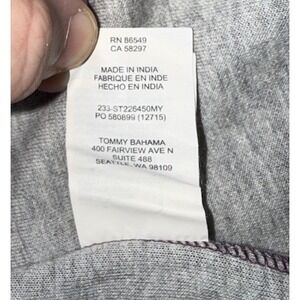 RN 86549
CA 58297
MADE IN INDIA
FABRIQUE EN INDE
HECHO EN INDIA
233-ST226450MY
PO 580899 (12715)
TOMMY BAHAMA
400 FAIRVIEW AVE N
SUITE 488
SEATTLE, WA 98109